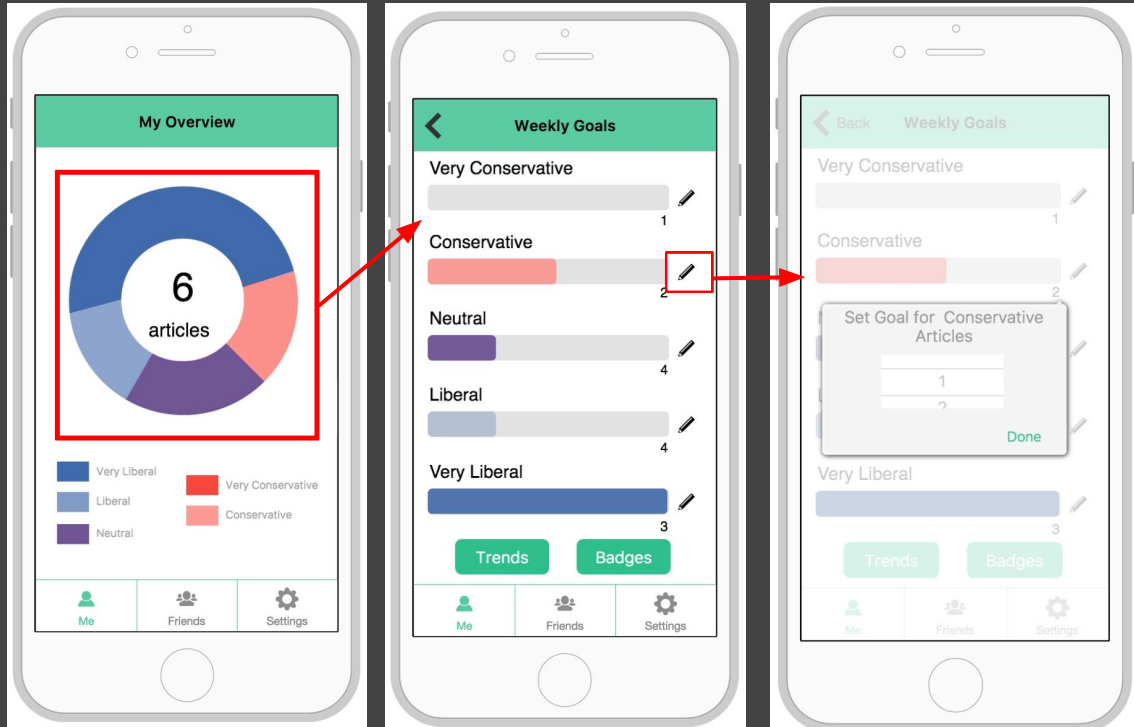 My Overview
6
articles
Very Liberal
Liberal
Neutral
Very Conservative
Conservative
Me
Friends
Settings
Weekly Goals
Very Conservative
1
Conservative
2
Neutral
4
Liberal
4
Very Liberal
3
Trends
Badges
Me
Friends
Settings
Back
Weekly Goals
Very Conservative
1
Conservative
2
Set Goal for Conservative
Articles
1
2
Done
Very Liberal
3
Trends
Badges
Me
Friends
Settings